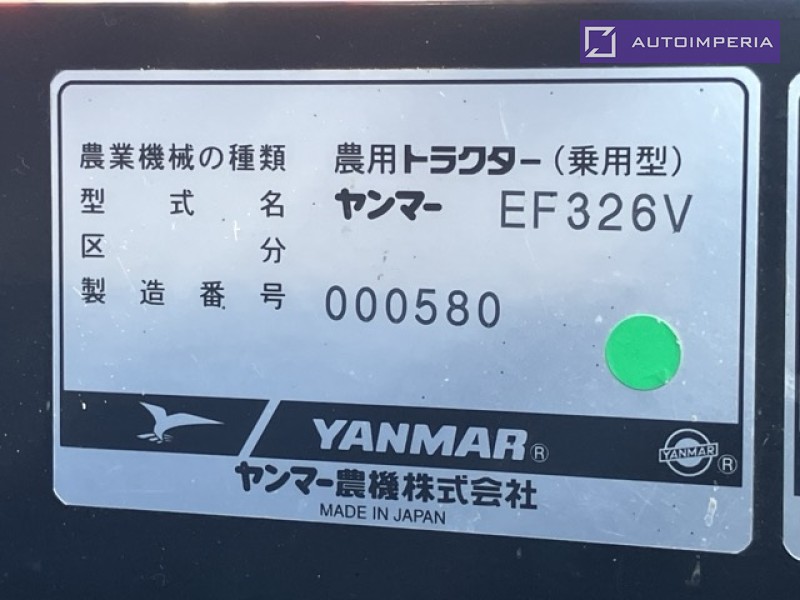 AUTOIMPERIA
農業機械の種類 農用トラクター(乗用型)
型式名 ヤンマー EF326V
区分
製造番号 000580
YANMAR® YANMAR®
ヤンマー農機株式会社
MADE IN JAPAN